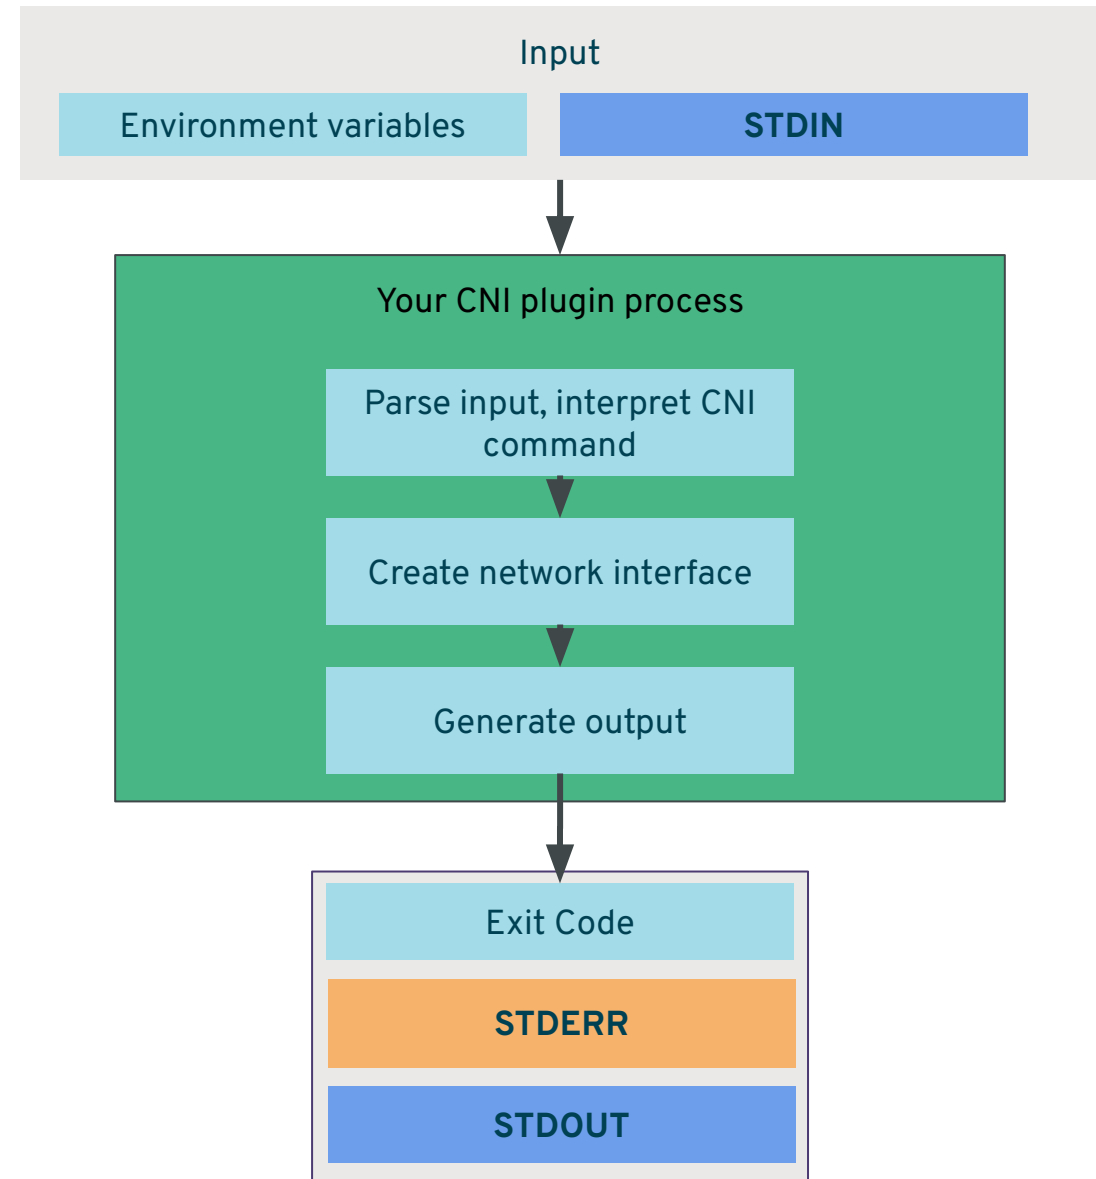 Input
Environment variables
STDIN
Your CNI plugin process
Parse input, interpret CNI
command
Create network interface
Generate output
Exit Code
STDERR
STDOUT